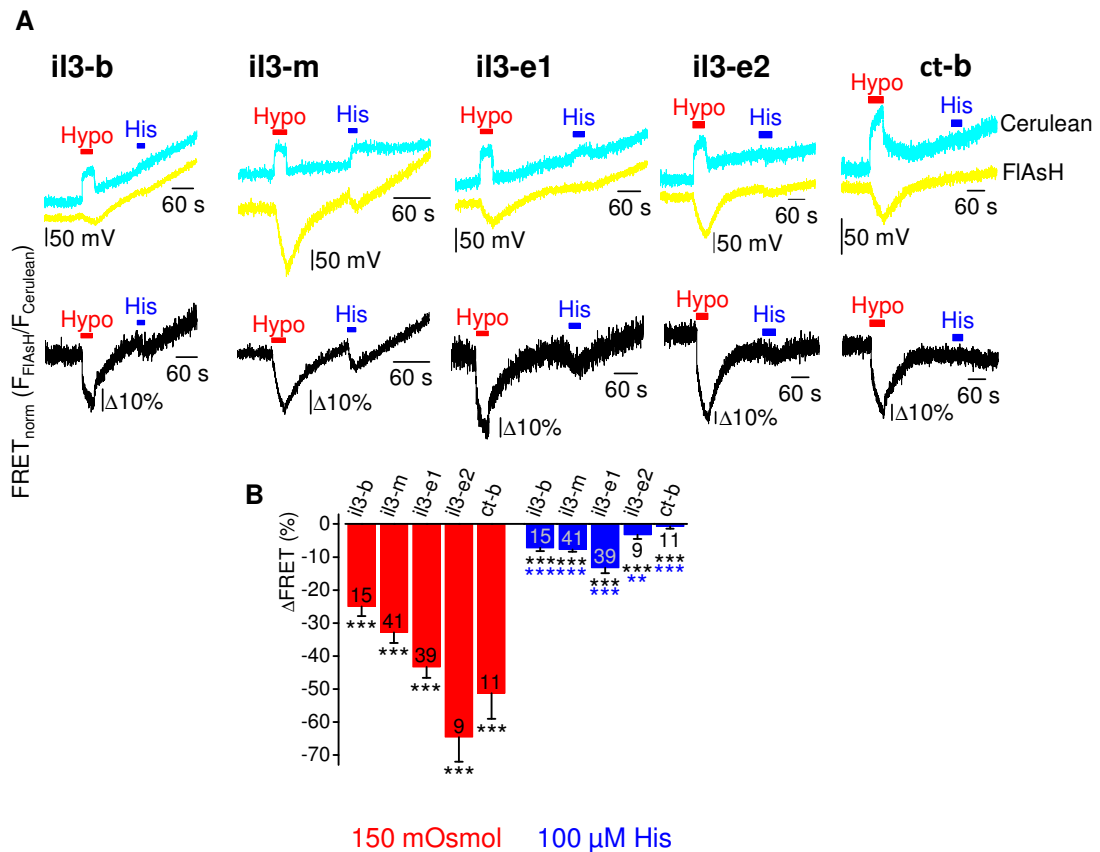 A
il3-b il3-m il3-e1 il3-e2 ct-b
Hypo His Hypo His Hypo His Hypo His Hypo His
Cerulean
FlAsH
60 s 60 s 60 s 60 s 60 s
50 mV 50 mV 50 mV 50 mV 50 mV
FRETnorm (FFlAsH/FCerulean)
Hypo His Hypo His Hypo His Hypo His Hypo His
60 s 60 s 60 s 60 s 60 s
Δ10% Δ10% Δ10% Δ10% Δ10%
B
il3-b il3-m il3-e1 il3-e2 ct-b il3-b il3-m il3-e1 il3-e2 ct-b
ΔFRET (%)
0
-10
-20
-30
-40
-50
-60
-70
15 41 39 9 11 15 41 39 9 11
*** *** *** *** *** *** *** *** *** ***
*** *** *** ** ***
150 mOsmol 100 µM His